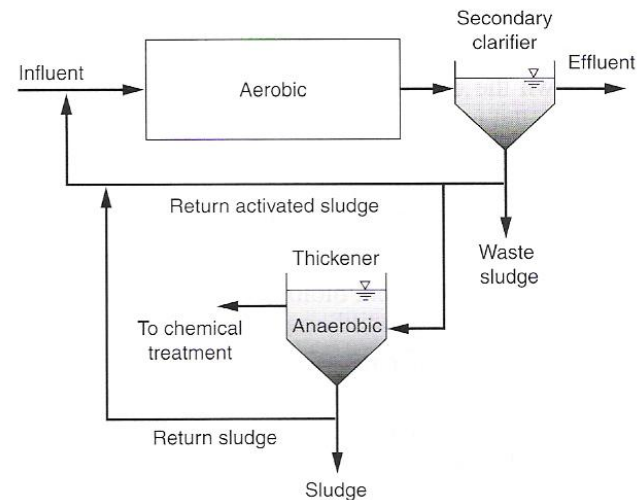 Secondary
clarifier
Influent
Effluent
Aerobic
Return activated sludge
Waste
sludge
Thickener
Anaerobic
To chemical
treatment
Return sludge
Sludge